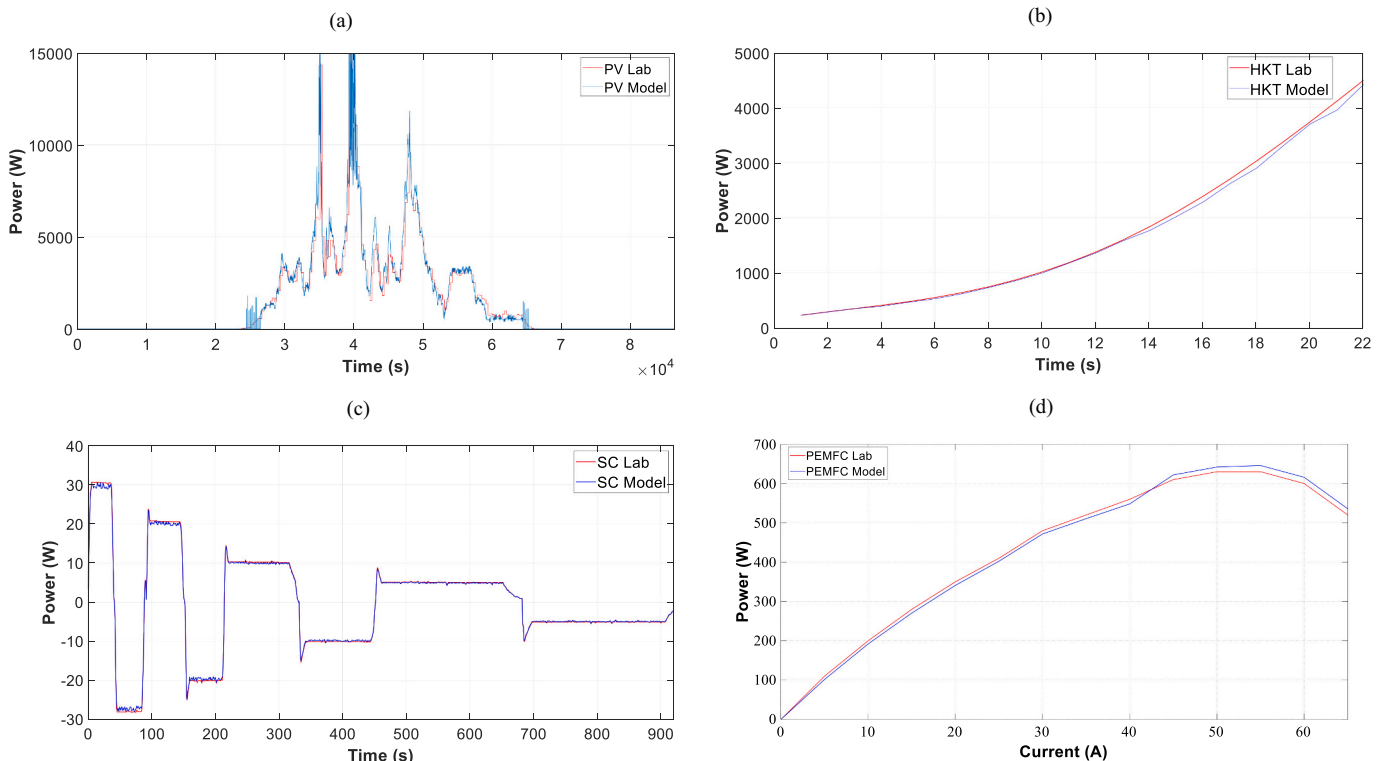 (a)
15000
10000
5000
0
Power (W)
PV Lab
PV Model
0 1 2 3 4 5 6 7 8
Time (s)
×10⁴
(b)
5000
4000
3000
2000
1000
0
Power (W)
HKT Lab
HKT Model
0 2 4 6 8 10 12 14 16 18 20 22
Time (s)
(c)
40
30
20
10
0
-10
-20
-30
Power (W)
SC Lab
SC Model
0 100 200 300 400 500 600 700 800 900
Time (s)
(d)
700
600
500
400
300
200
100
0
Power (W)
PEMFC Lab
PEMFC Model
0 10 20 30 40 50 60
Current (A)